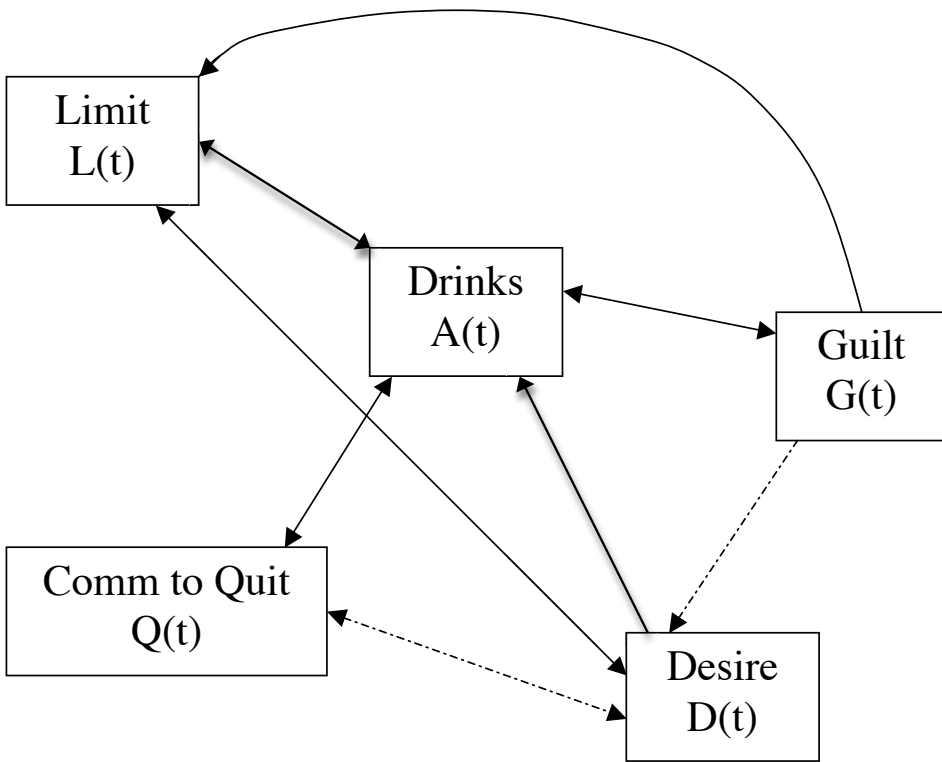 Limit
L(t)
Drinks
A(t)
Guilt
G(t)
Comm to Quit
Q(t)
Desire
D(t)